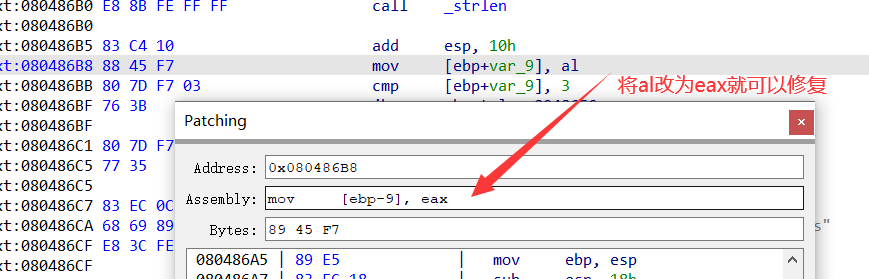 xt:080486B0 E8 8B FE FF FF call _strlen
xt:080486B0
xt:080486B5 83 C4 10 add esp, 10h
xt:080486B8 88 45 F7 mov [ebp+var_9], al
xt:080486BB 80 7D F7 03 cmp [ebp+var_9], 3
将al改为eax就可以修复
xt:080486BF 76 3B
xt:080486BF
xt:080486C1 80 7D F7
xt:080486C5 77 35
xt:080486C5
xt:080486C7 83 EC 0C
xt:080486CA 68 69 89
s"
xt:080486CF E8 3C FE
xt:080486CF
Patching
Address: 0x080486B8
Assembly: mov [ebp-9], eax
Bytes: 89 45 F7
080486A5 | 89 E5 | mov ebp, esp